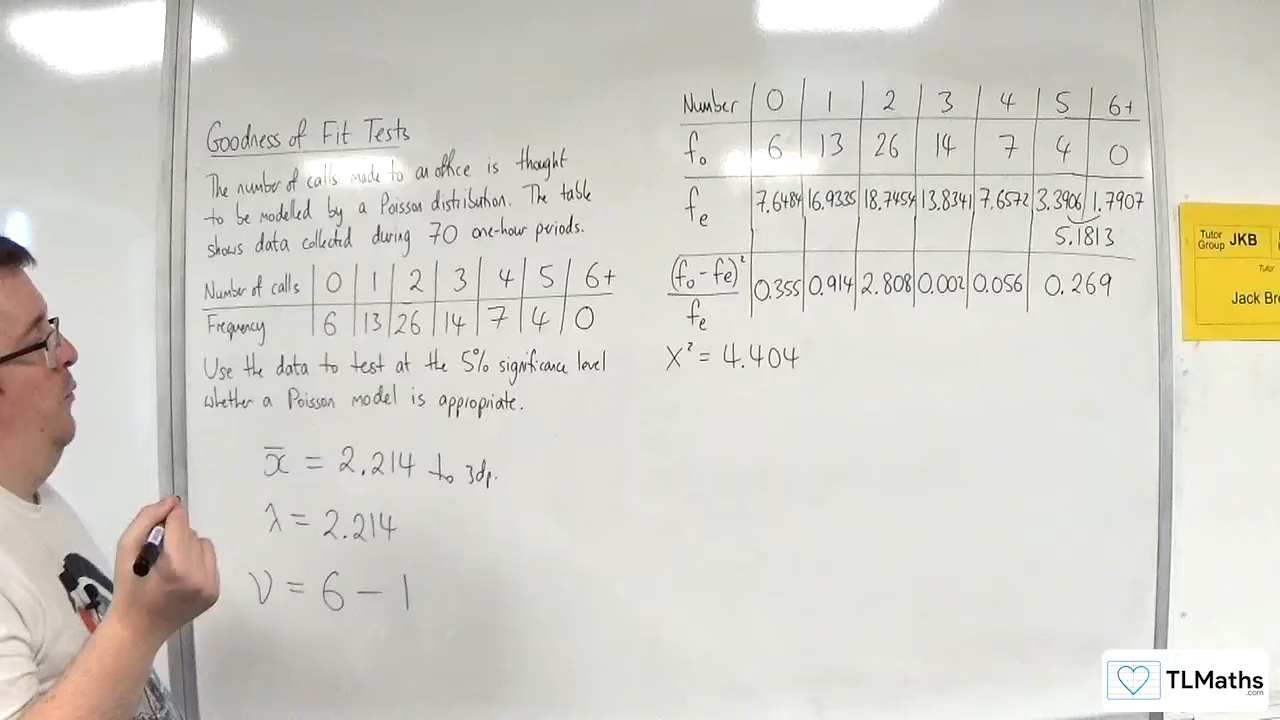 Goodness of Fit Tests
The number of calls made to an office is thought
to be modelled by a Poisson distribution. The table
shows data collected during 70 one-hour periods.
Number of calls 0 1 2 3 4 5 6+
Frequency 6 13 26 14 7 4 0
Use the data to test at the 5% significance level
whether a Poisson model is appropriate.
x̄ = 2.214 to 3dp.
λ = 2.214
ν = 6 − 1
Number 0 1 2 3 4 5 6+
fₒ 6 13 26 14 7 4 0
fₑ 7.6484 16.9335 18.7454 13.8341 7.6572 3.3906 1.7907
5.1813
(fₒ − fe)²/fₑ 0.355 0.914 2.808 0.002 0.056 0.269
X² = 4.404
Tutor
Group JKB
Jack Br
TLMaths
.com